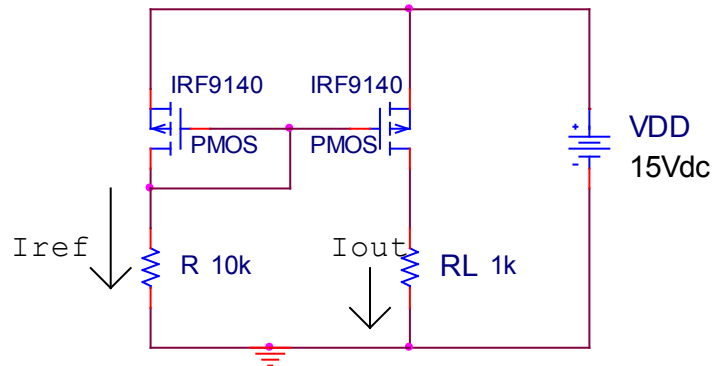 IRF9140 IRF9140
+ VDD
PMOS PMOS
- 15Vdc
Iref Iout
R 10k RL 1k